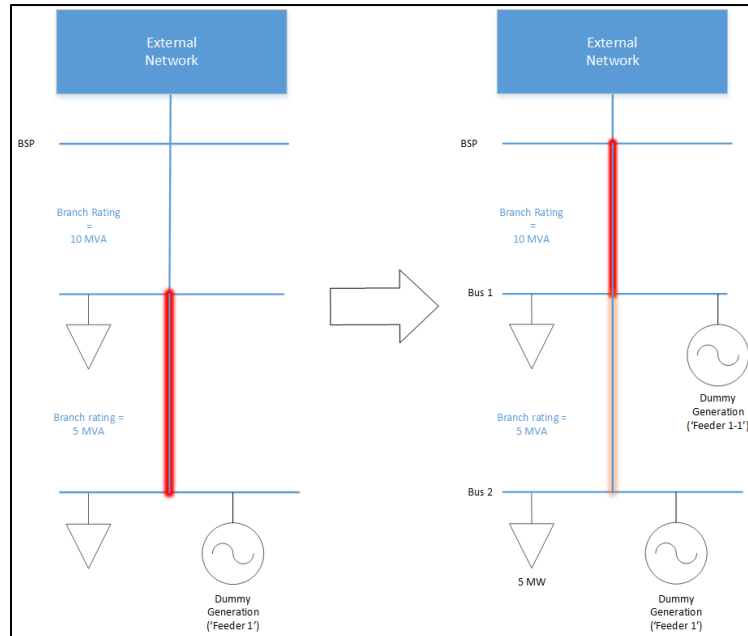 External
Network
BSP
Branch Rating
=
10 MVA
Branch rating =
5 MVA
Dummy
Generation
('Feeder 1')
External
Network
BSP
Branch Rating
=
10 MVA
Bus 1
Dummy
Generation
('Feeder 1-1')
Branch rating =
5 MVA
Bus 2
5 MW
Dummy
Generation
('Feeder 1')